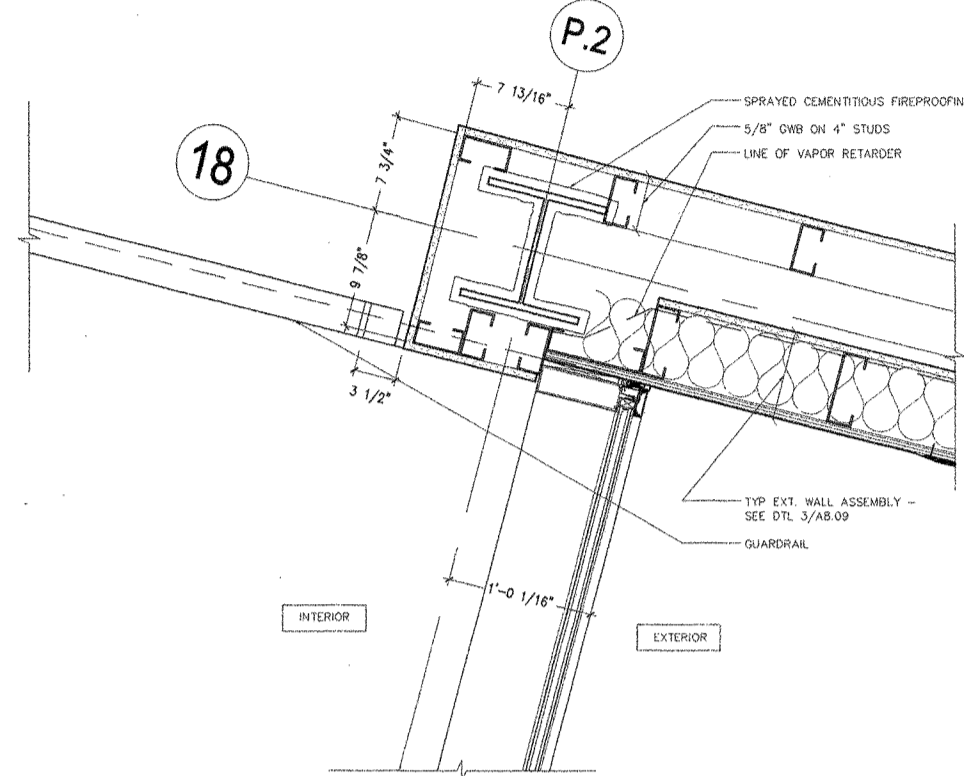 P.2
7 13/16"
SPRAYED CEMENTITIOUS FIREPROOFIN
5/8" GWB ON 4" STUDS
LINE OF VAPOR RETARDER
18
7 3/4"
9 7/8"
3 1/2"
TYP EXT. WALL ASSEMBLY -
SEE DTL 3/A8.09
GUARDRAIL
1'-0 1/16"
INTERIOR
EXTERIOR